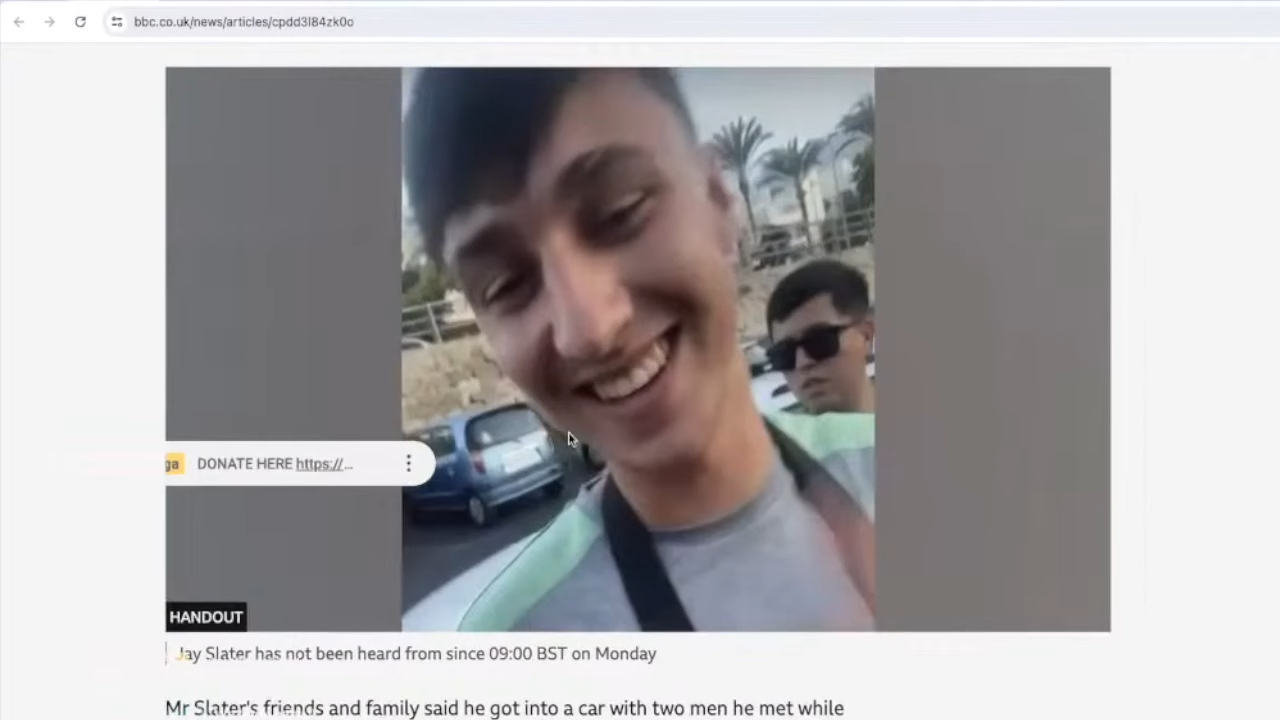 bbc.co.uk/news/articles/cpdd3l84zk0o
ga DONATE HERE https://...
HANDOUT
Jay Slater has not been heard from since 09:00 BST on Monday
Mr Slater's friends and family said he got into a car with two men he met while